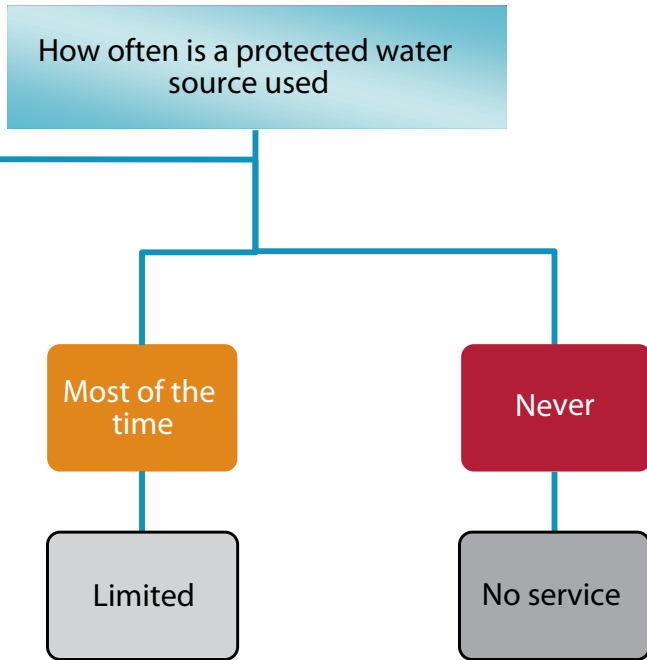 How often is a protected water
source used
Most of the
time
Never
Limited
No service